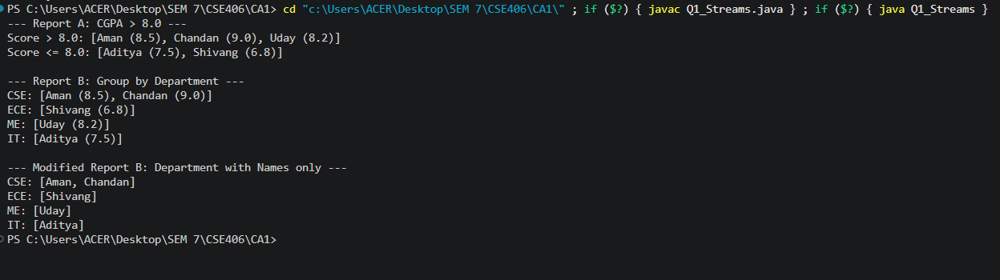 PS C:\Users\ACER\Desktop\SEM 7\CSE406\CA1> cd "c:\Users\ACER\Desktop\SEM 7\CSE406\CA1\" ; if ($?) { javac Q1_Streams.java } ; if ($?) { java Q1_Streams }
--- Report A: CGPA > 8.0 ---
Score > 8.0: [Aman (8.5), Chandan (9.0), Uday (8.2)]
Score <= 8.0: [Aditya (7.5), Shivang (6.8)]
--- Report B: Group by Department ---
CSE: [Aman (8.5), Chandan (9.0)]
ECE: [Shivang (6.8)]
ME: [Uday (8.2)]
IT: [Aditya (7.5)]
--- Modified Report B: Department with Names only ---
CSE: [Aman, Chandan]
ECE: [Shivang]
ME: [Uday]
IT: [Aditya]
PS C:\Users\ACER\Desktop\SEM 7\CSE406\CA1>